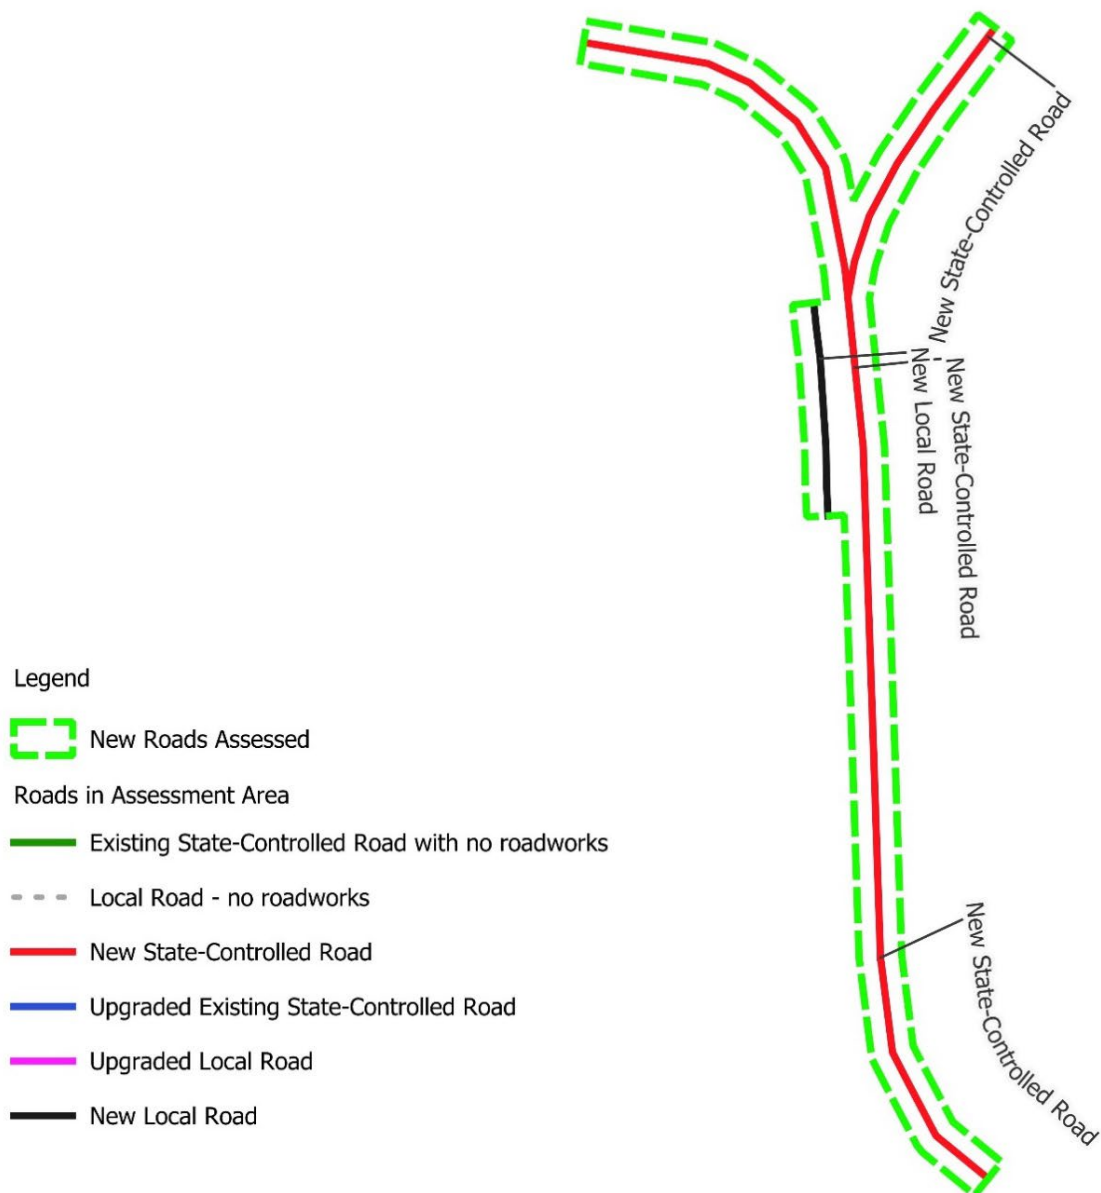 New State-Controlled Road
New Local Road
New State-Controlled Road
Legend
New Roads Assessed
Roads in Assessment Area
Existing State-Controlled Road with no roadworks
Local Road - no roadworks
New State-Controlled Road
Upgraded Existing State-Controlled Road
Upgraded Local Road
New Local Road
New State-Controlled Road